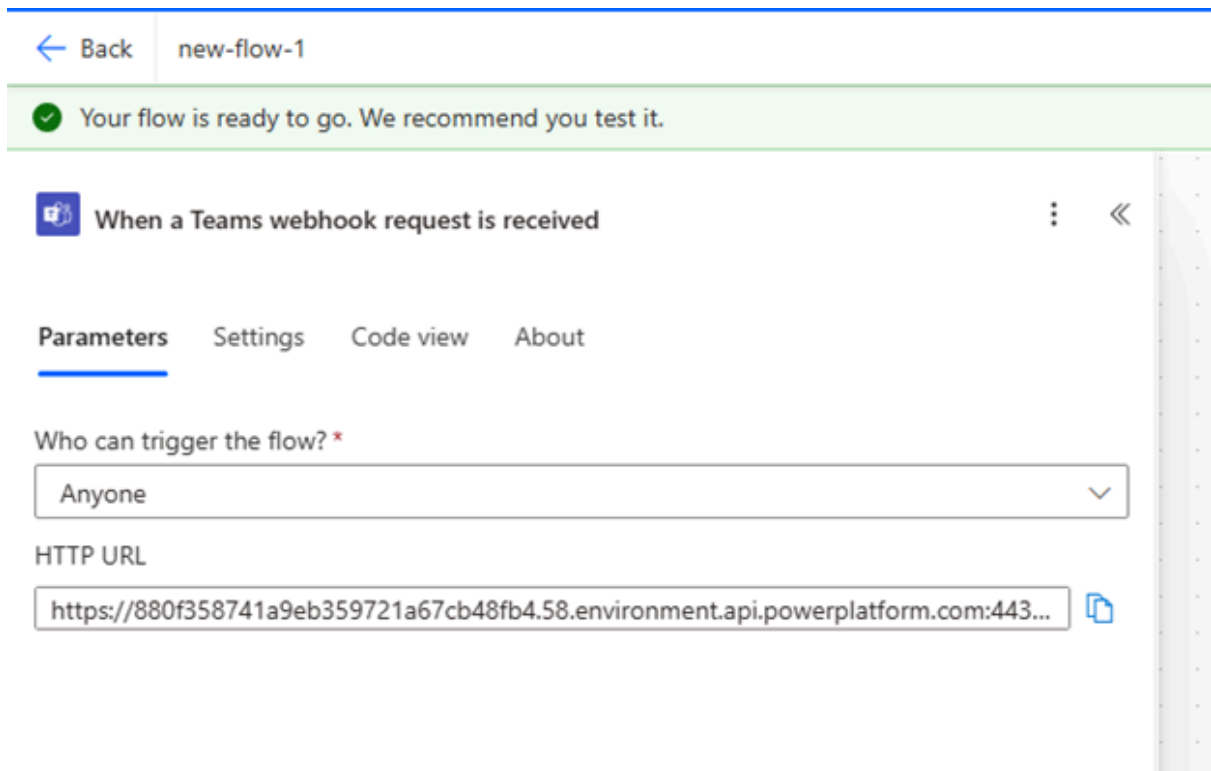 Back new-flow-1
Your flow is ready to go. We recommend you test it.
When a Teams webhook request is received
Parameters Settings Code view About
Who can trigger the flow? *
Anyone
HTTP URL
https://880f358741a9eb359721a67cb48fb4.58.environment.api.powerplatform.com:443...